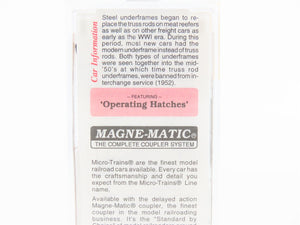 Car Information
Steel underframes began to re-
place the truss rods on meat reefers
as well as on other freight cars as
early as the WWI era. During this
period, most new cars had the
modern underframe instead of truss
rods. Both types of underframes
were seen together into the mid-
'50's at which time truss rod
underframes, were banned from in-
terchange service (1952).
— FEATURING —
'Operating Hatches'
MAGNE-MATIC®
THE COMPLETE COUPLER SYSTEM
Micro-Trains® are the finest model
railroad cars available. Every car has
the craftsmanship and detail you
expect from the Micro-Trains® Line
name.
Available with the delayed action
Magne-Matic® coupler, the finest
coupler in the model railroading
business. It's the "Standard by
Choice" of model railroaders around